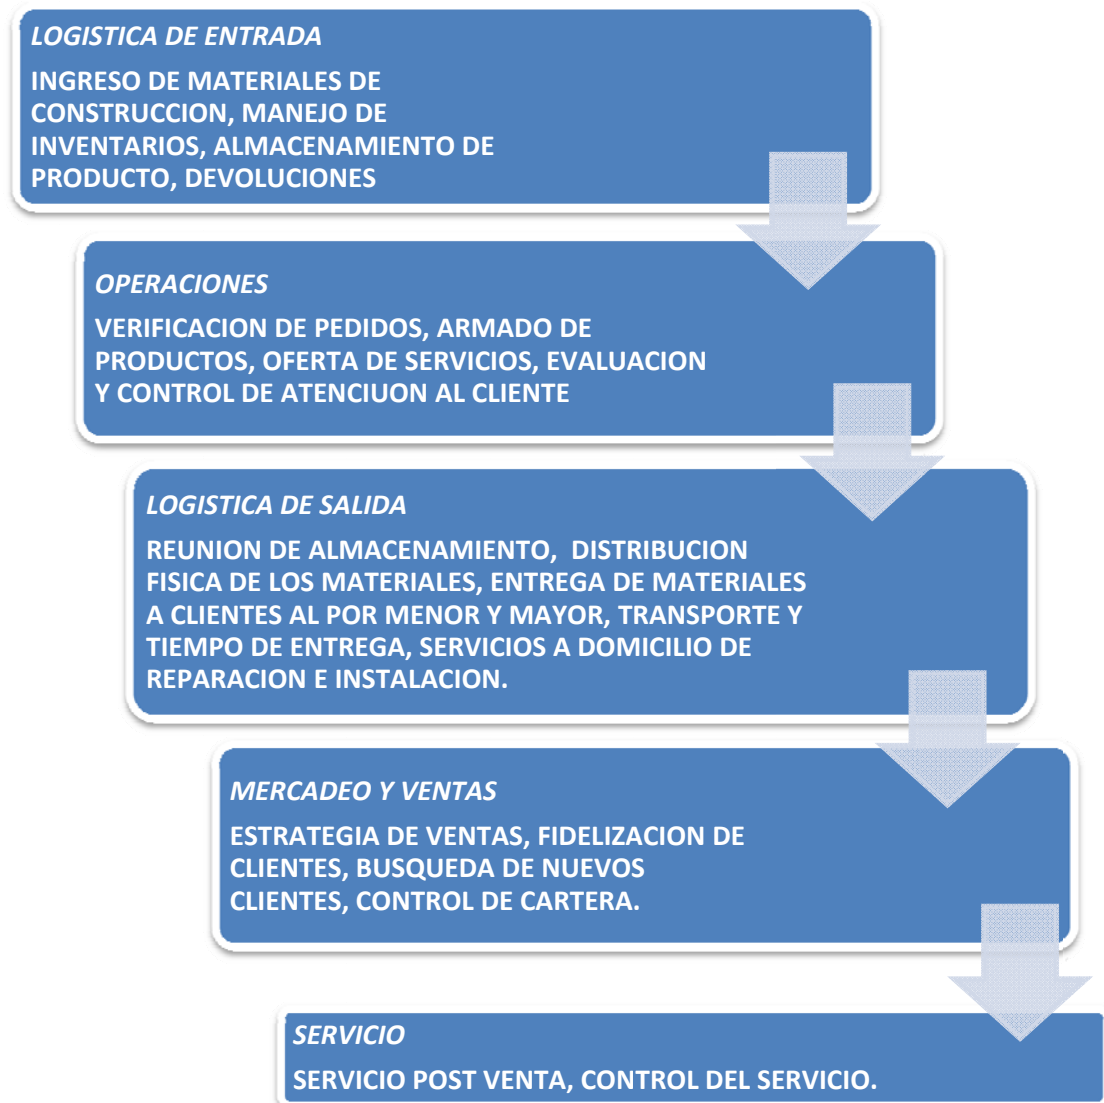 LOGISTICA DE ENTRADA
INGRESO DE MATERIALES DE
CONSTRUCCION, MANEJO DE
INVENTARIOS, ALMACENAMIENTO DE
PRODUCTO, DEVOLUCIONES
OPERACIONES
VERIFICACION DE PEDIDOS, ARMADO DE
PRODUCTOS, OFERTA DE SERVICIOS, EVALUACION
Y CONTROL DE ATENCIUON AL CLIENTE
LOGISTICA DE SALIDA
REUNION DE ALMACENAMIENTO,  DISTRIBUCION
FISICA DE LOS MATERIALES, ENTREGA DE MATERIALES
A CLIENTES AL POR MENOR Y MAYOR, TRANSPORTE Y
TIEMPO DE ENTREGA, SERVICIOS A DOMICILIO DE
REPARACION E INSTALACION.
MERCADEO Y VENTAS
ESTRATEGIA DE VENTAS, FIDELIZACION DE
CLIENTES, BUSQUEDA DE NUEVOS
CLIENTES, CONTROL DE CARTERA.
SERVICIO
SERVICIO POST VENTA, CONTROL DEL SERVICIO.